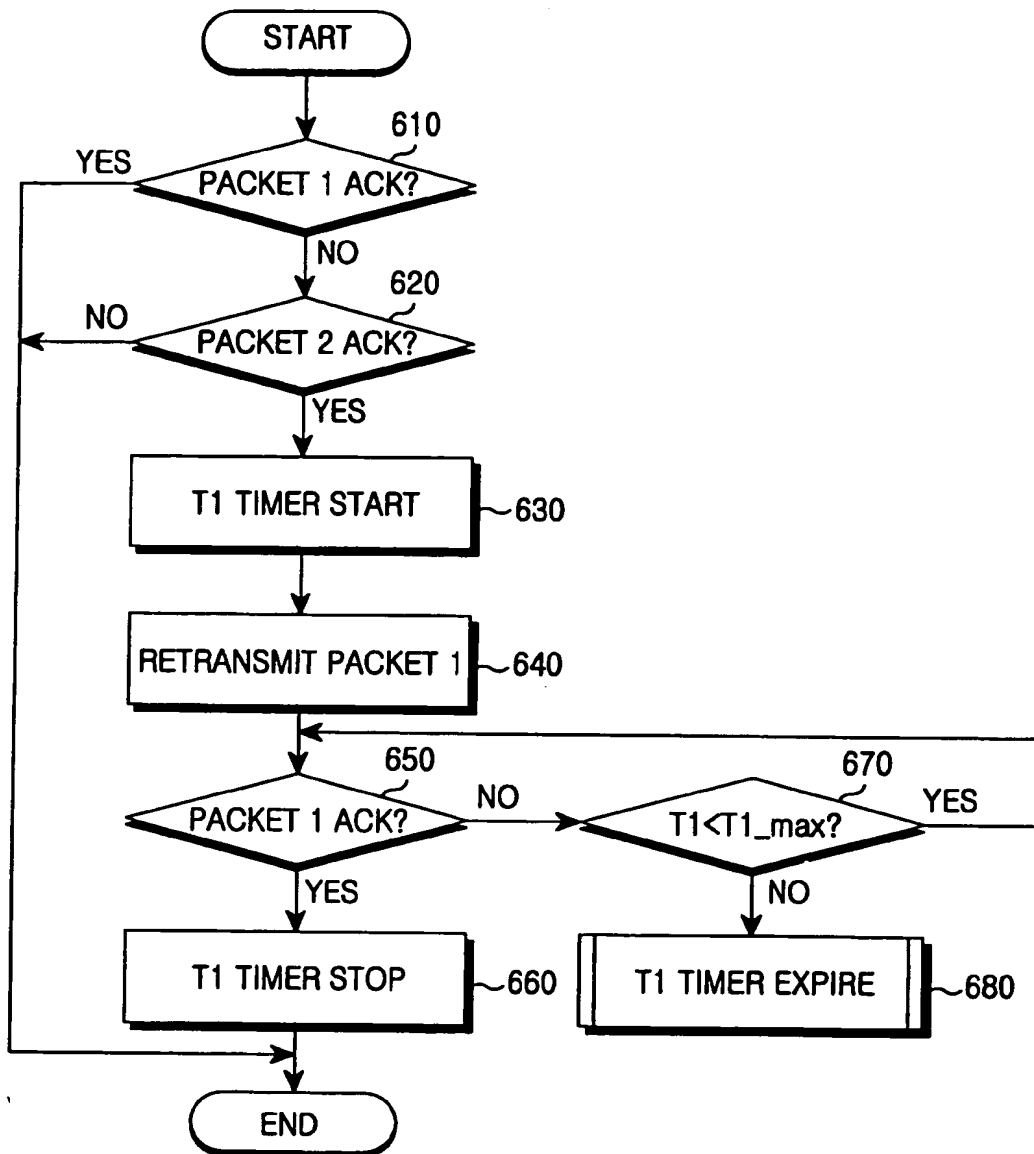 START
610
YES
PACKET 1 ACK?
NO
620
NO
PACKET 2 ACK?
YES
T1 TIMER START
630
RETRANSMIT PACKET 1
640
650
670
PACKET 1 ACK?
NO
T1<T1_max?
YES
YES
NO
T1 TIMER STOP
660
T1 TIMER EXPIRE
680
END